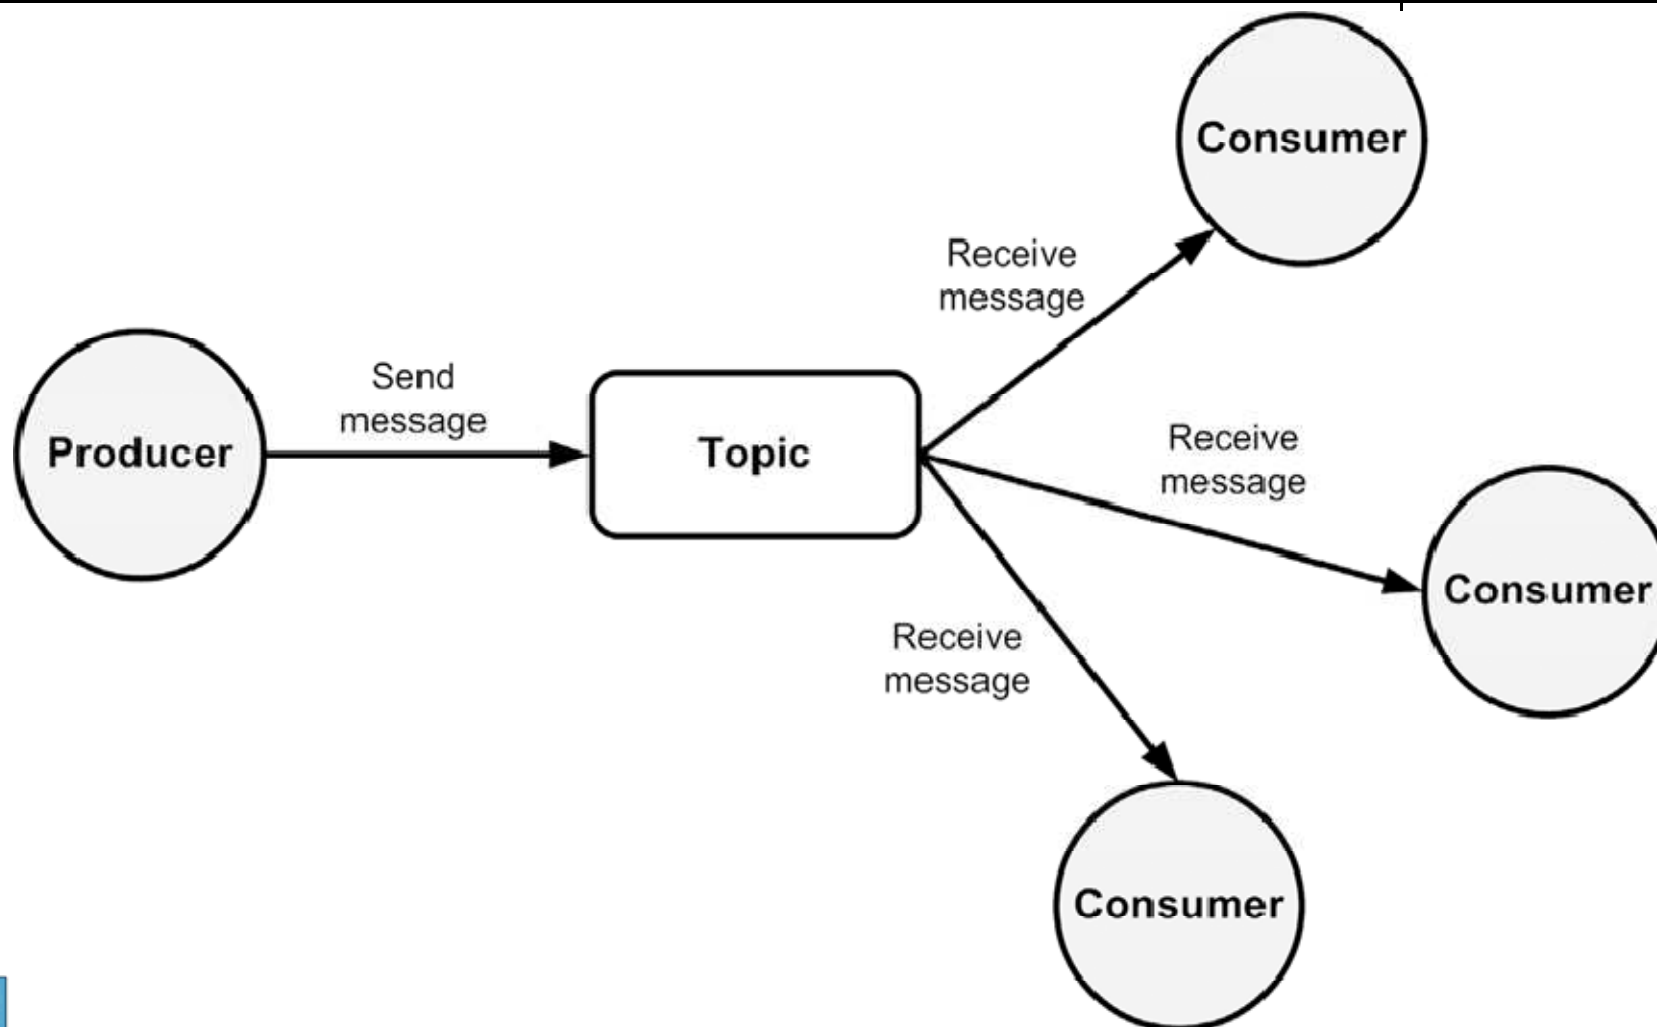 Consumer
Receive
message
Send
message
Producer
Topic
Receive
message
Consumer
Receive
message
Consumer